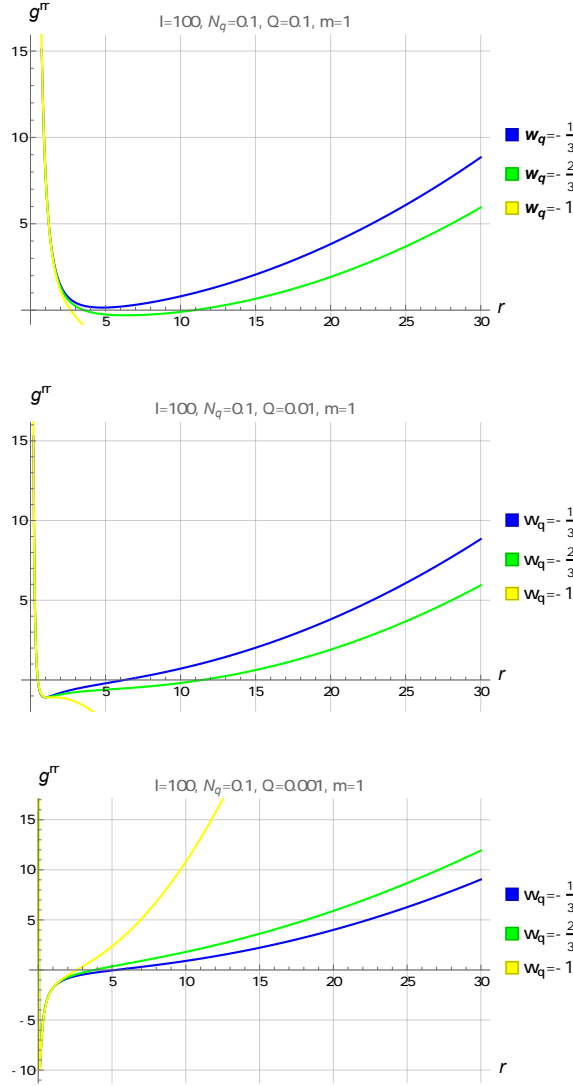 g^rr
l=100, N_q=0.1, Q=0.1, m=1
15
10
5
5 10 15 20 25 30
r
w_q=- 1/3
w_q=- 2/3
w_q=-1
g^rr
l=100, N_q=0.1, Q=0.01, m=1
15
10
5
5 10 15 20 25 30
r
w_q=- 1/3
w_q=- 2/3
w_q=-1
g^rr
l=100, N_q=0.1, Q=0.001, m=1
15
10
5
5 10 15 20 25 30
-5
-10
r
w_q=- 1/3
w_q=- 2/3
w_q=-1